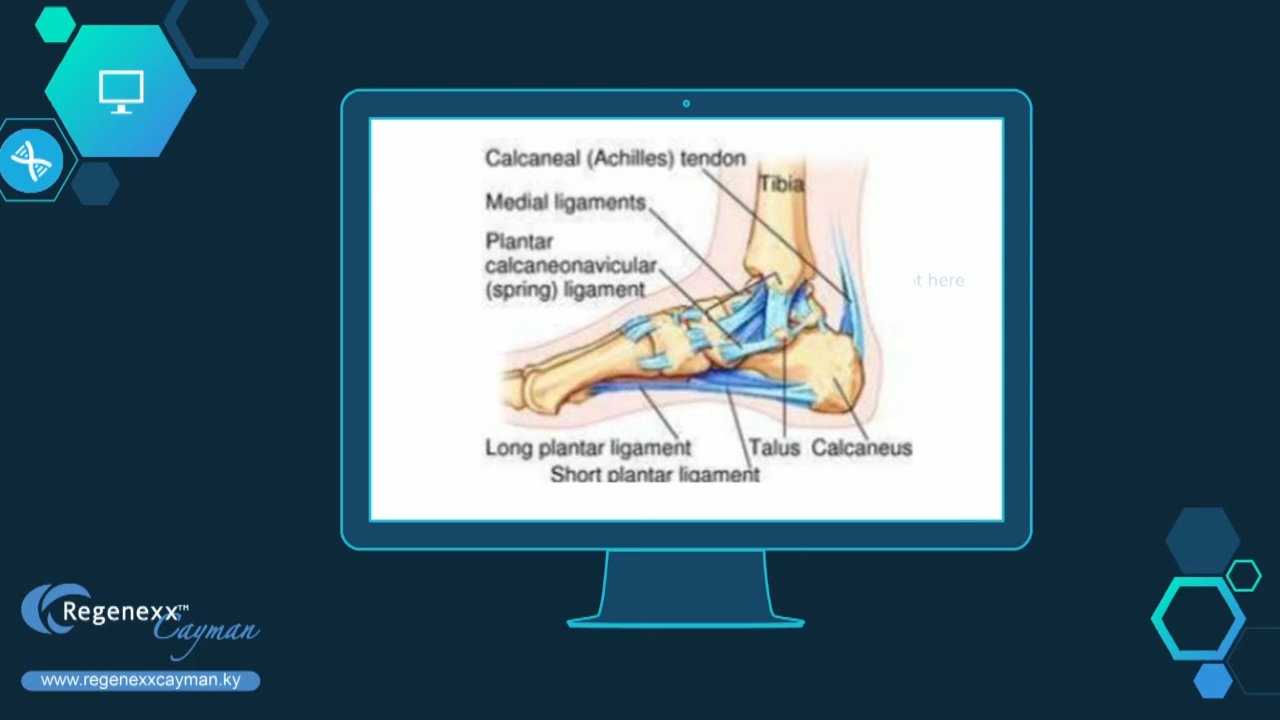 Calcaneal (Achilles) tendon
Tibia
Medial ligaments
Plantar
calcaneonavicular
(spring) ligament
t here
Long plantar ligament
Talus
Calcaneus
Short plantar ligament
Regenexx™
Cayman
www.regenexxcayman.ky